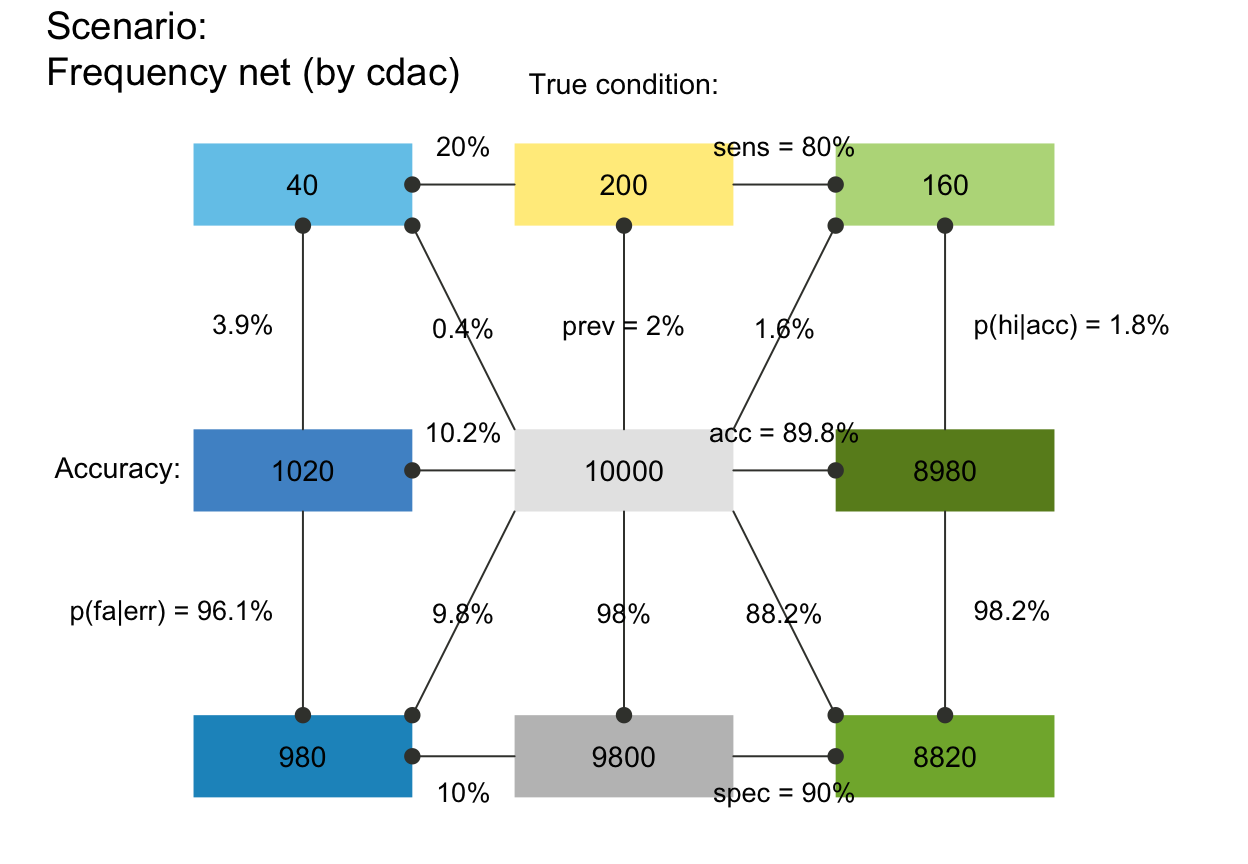 Scenario:
Frequency net (by cdac)
True condition:
20%
sens = 80%
40
200
160
3.9%
0.4%
prev = 2%
1.6%
p(hi|acc) = 1.8%
10.2%
acc = 89.8%
Accuracy:
1020
10000
8980
p(fa|err) = 96.1%
9.8%
98%
88.2%
98.2%
980
9800
8820
10%
spec = 90%